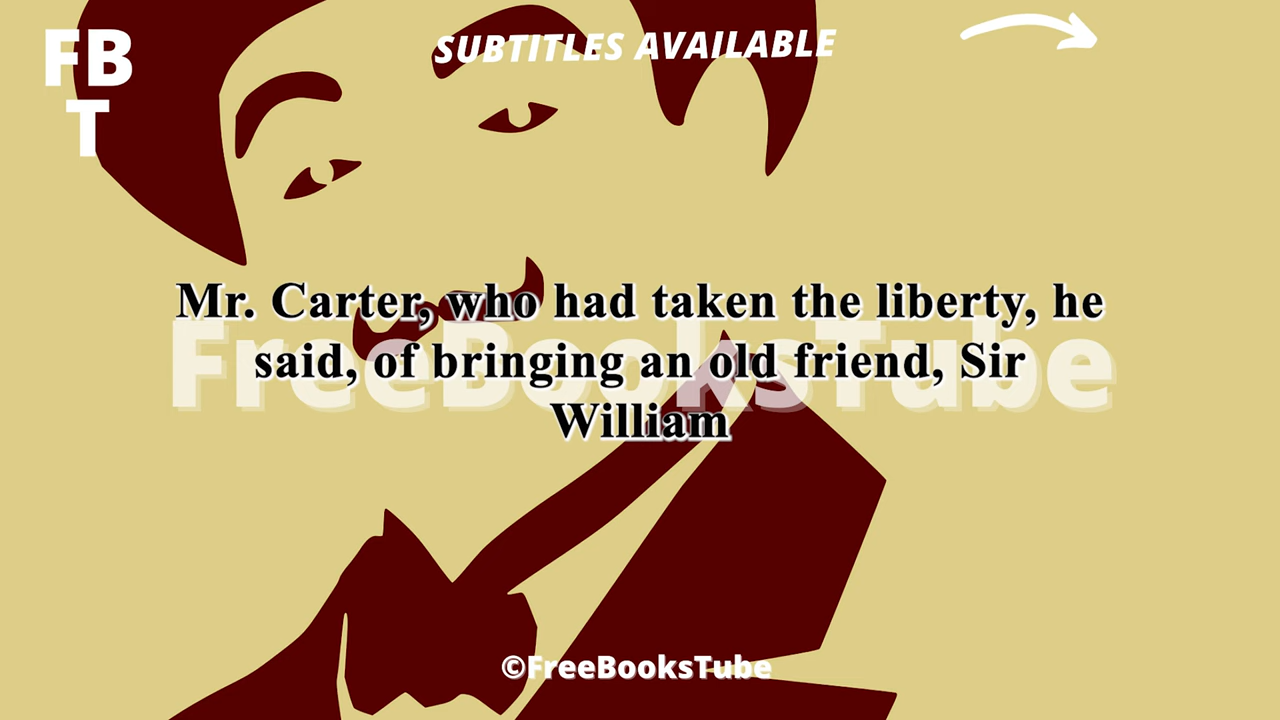 FB
T
SUBTITLES AVAILABLE
Mr. Carter, who had taken the liberty, he
said, of bringing an old friend, Sir
William
FreeBooksTube
©FreeBooksTube